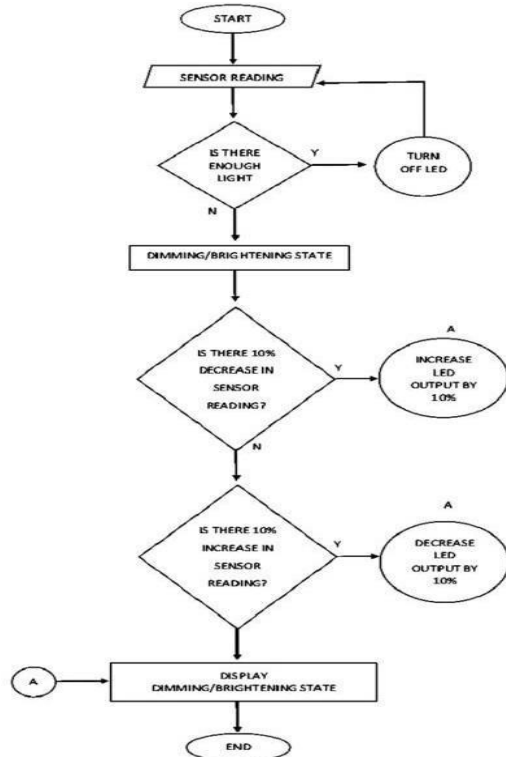 START
SENSOR READING
IS THERE
ENOUGH
LIGHT
Y
TURN
OFF LED
N
DIMMING/BRIGHTENING STATE
A
IS THERE 10%
DECREASE IN
SENSOR
READING?
Y
INCREASE
LED
OUTPUT BY
10%
N
A
IS THERE 10%
INCREASE IN
SENSOR
READING?
Y
DECREASE
LED
OUTPUT BY
10%
A
DISPLAY
DIMMING/BRIGHTENING STATE
END